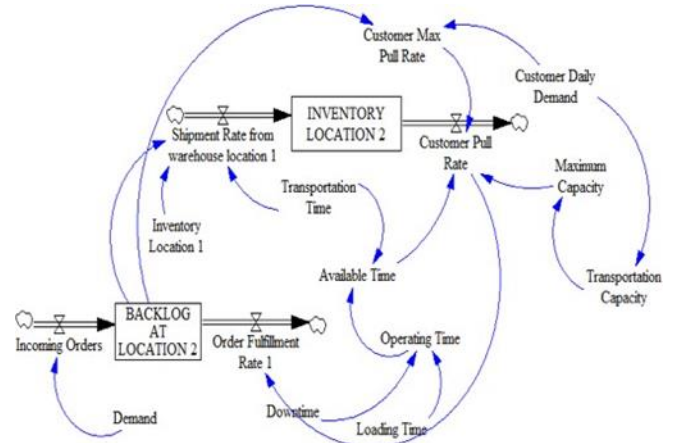 Customer Max
Pull Rate
Customer Daily
Demand
INVENTORY
LOCATION 2
Shipment Rate from
warehouse location 1
Customer Pull
Rate
Maximum
Capacity
Transportation
Time
Inventory
Location 1
Available Time
Transportation
Capacity
BACKLOG
AT
LOCATION 2
Incoming Orders
Order Fulfillment
Rate 1
Operating Time
Downtime
Loading Time
Demand